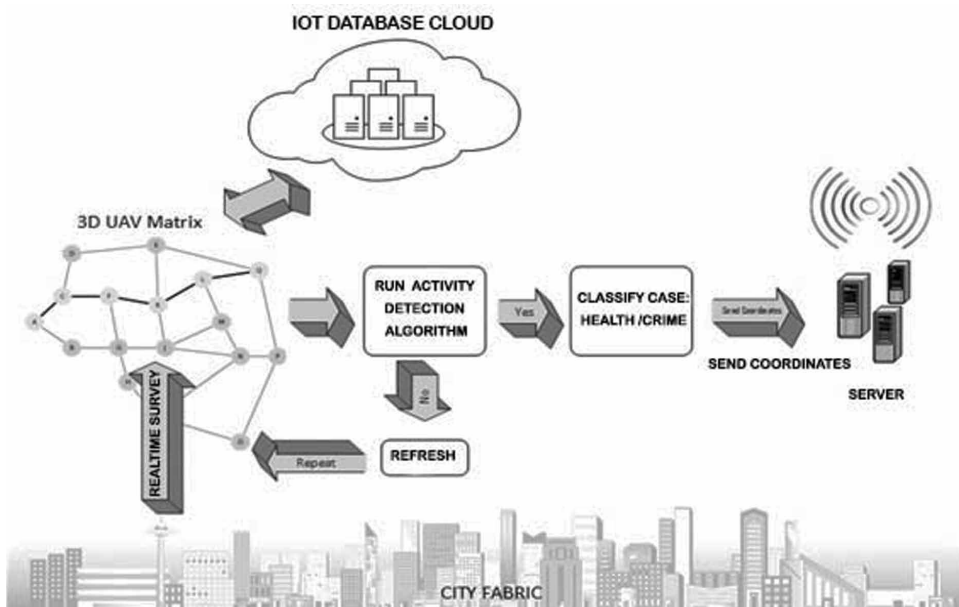 IOT DATABASE CLOUD
3D UAV Matrix
RUN ACTIVITY
DETECTION
ALGORITHM
Yes
CLASSIFY CASE:
HEALTH /CRIME
Send Coordinates
SEND COORDINATES
SERVER
No
REFRESH
Repeat
REALTIME SURVEY
CITY FABRIC